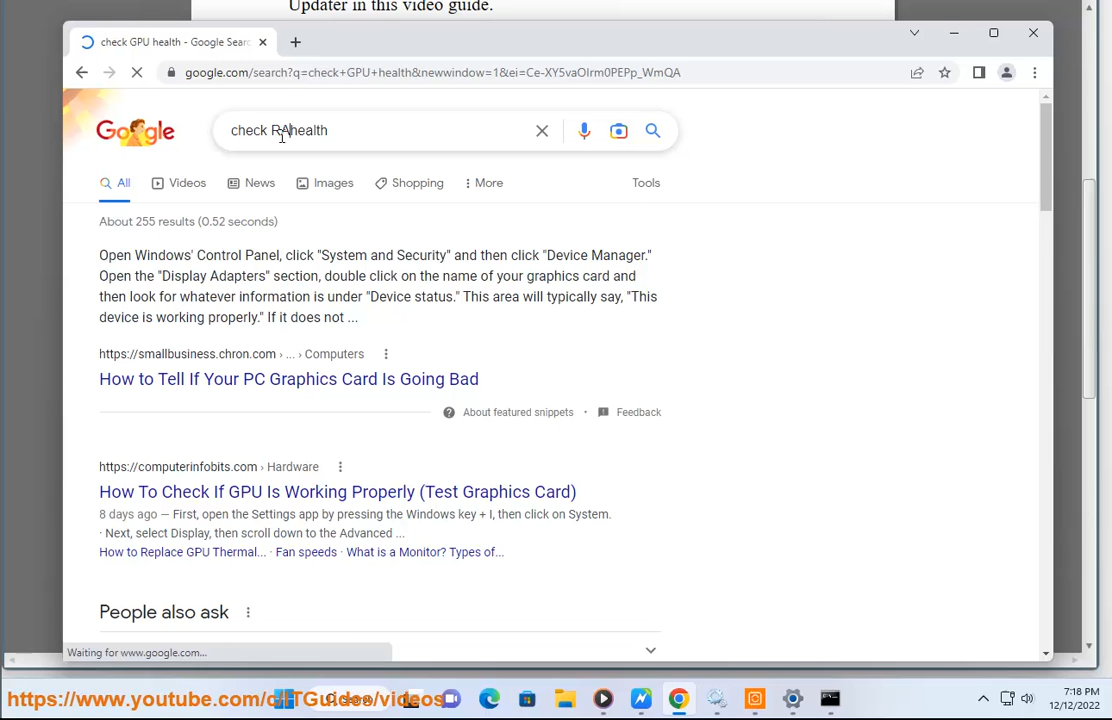 Updater in this video guide.
check GPU health - Google Searc
google.com/search?q=check+GPU+health&newwindow=1&ei=Ce-XY5vaOIrm0PEPp_WmQA
Google
check RAhealth
All
Videos
News
Images
Shopping
More
Tools
About 255 results (0.52 seconds)
Open Windows' Control Panel, click "System and Security" and then click "Device Manager."
Open the "Display Adapters" section, double click on the name of your graphics card and
then look for whatever information is under "Device status." This area will typically say, "This
device is working properly." If it does not ...
https://smallbusiness.chron.com › ... › Computers
How to Tell If Your PC Graphics Card Is Going Bad
About featured snippets • Feedback
https://computerinfobits.com › Hardware
How To Check If GPU Is Working Properly (Test Graphics Card)
8 days ago — First, open the Settings app by pressing the Windows key + I, then click on System.
· Next, select Display, then scroll down to the Advanced ...
How to Replace GPU Thermal... · Fan speeds · What is a Monitor? Types of...
People also ask
Waiting for www.google.com...
https://www.youtube.com/c/ITGuides/videos
7:18 PM
12/12/2022